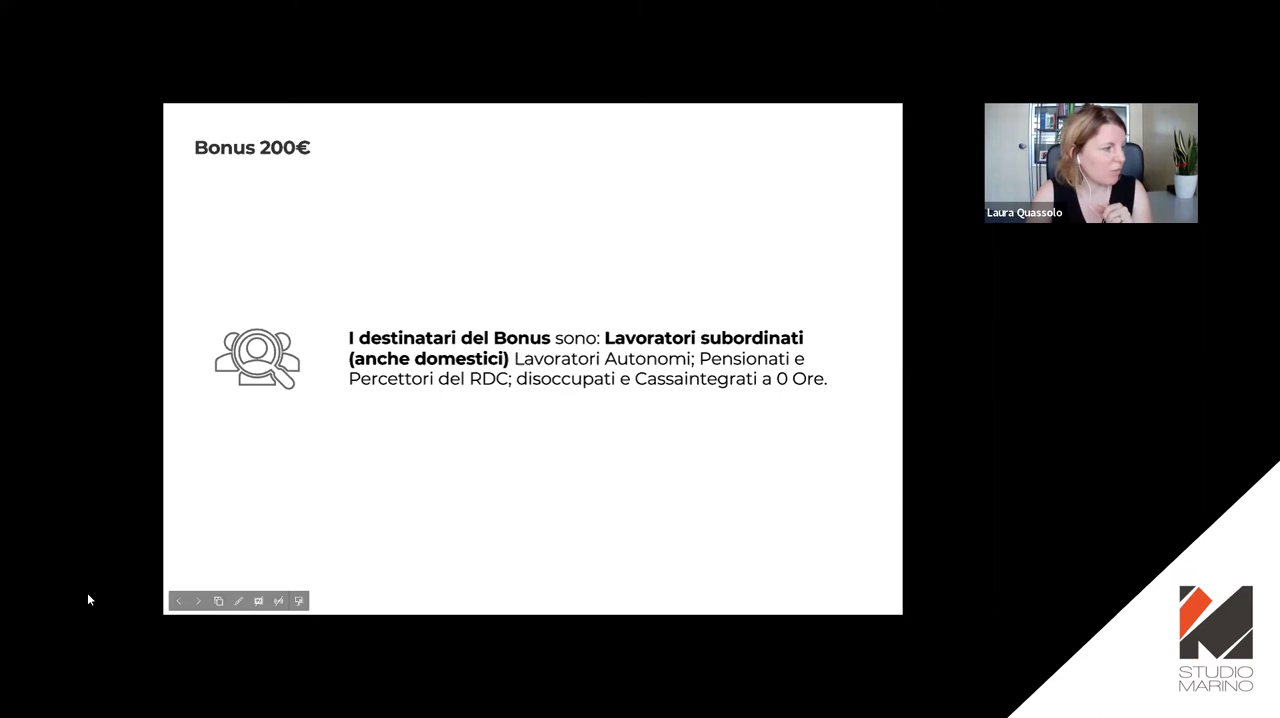 Bonus 200€
I destinatari del Bonus sono: Lavoratori subordinati
(anche domestici) Lavoratori Autonomi; Pensionati e
Percettori del RDC; disoccupati e Cassaintegrati a 0 Ore.
Laura Quassolo
STUDIO
MARINO